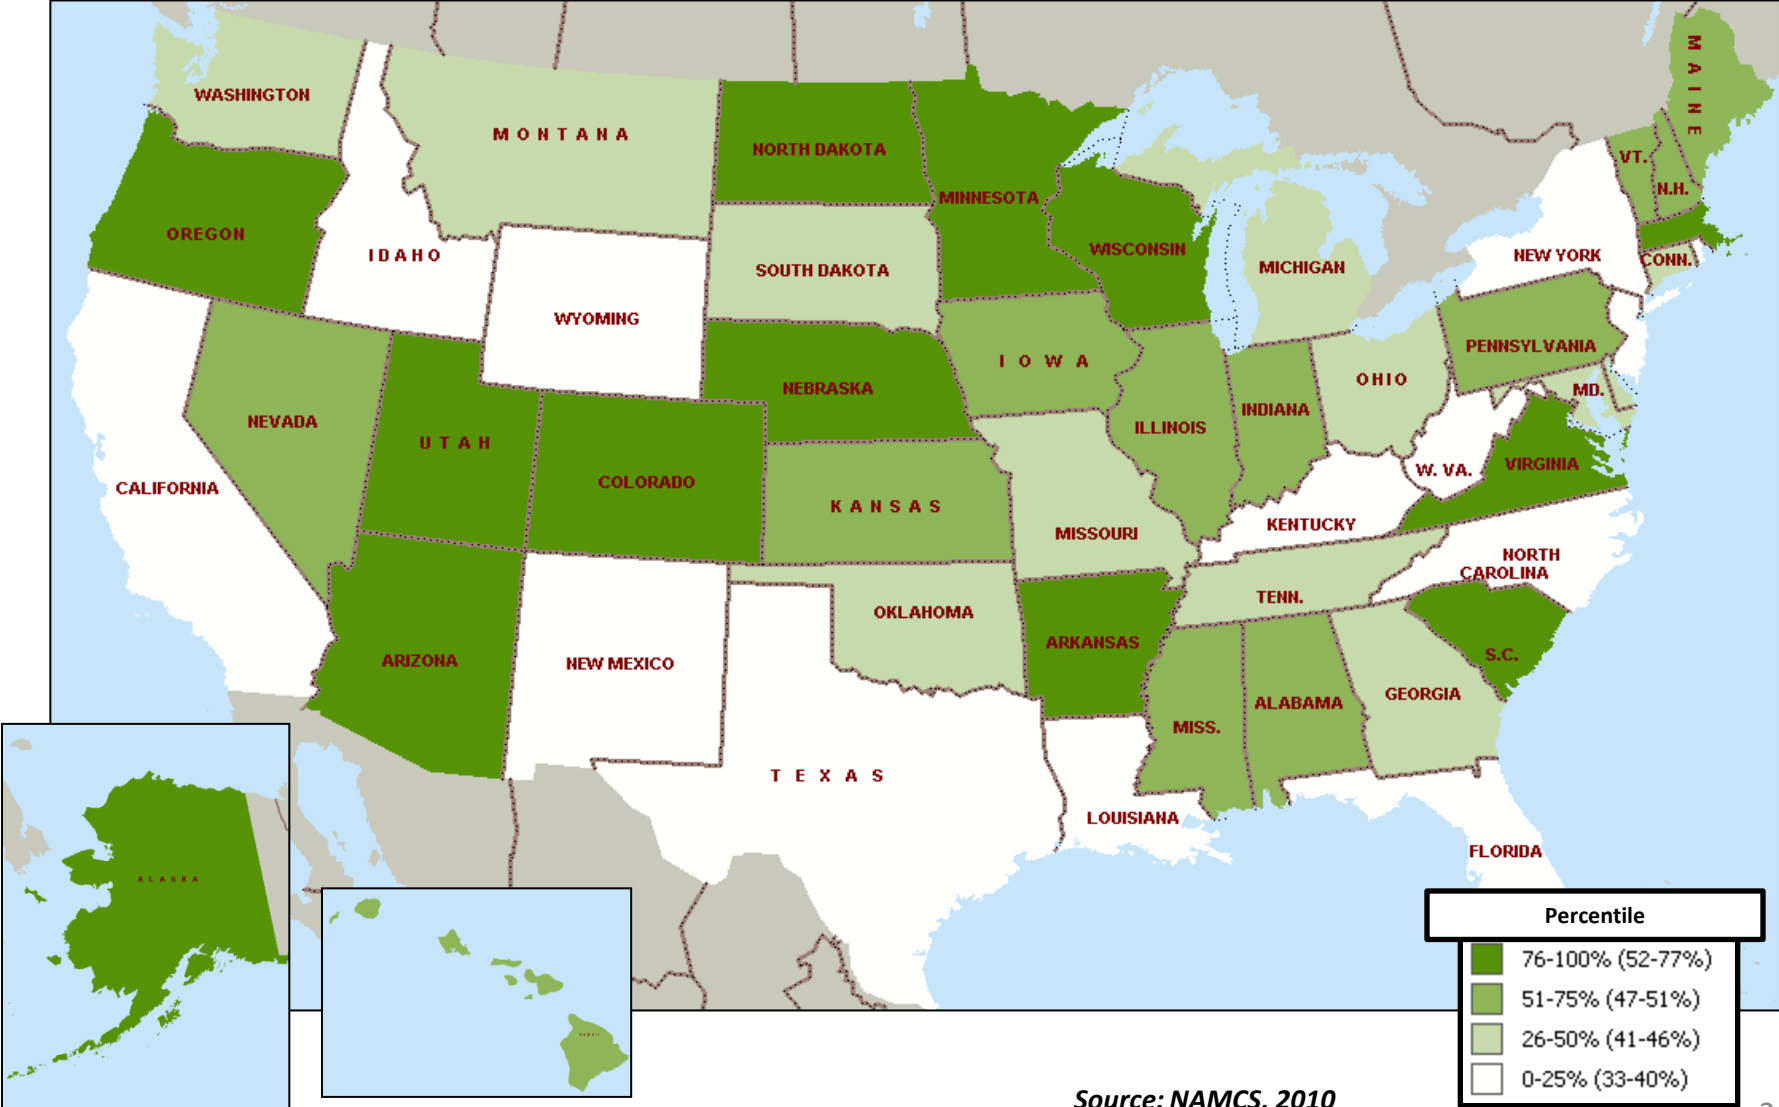 MAINE
WASHINGTON
MONTANA
NORTH DAKOTA
MINNESOTA
VT.
N.H.
OREGON
IDAHO
WISCONSIN
NEW YORK
CONN.
SOUTH DAKOTA
MICHIGAN
WYOMING
PENNSYLVANIA
IOWA
OHIO
NEBRASKA
MD.
NEVADA
UTAH
ILLINOIS
INDIANA
CALIFORNIA
COLORADO
W. VA.
VIRGINIA
KANSAS
MISSOURI
KENTUCKY
NORTH
CAROLINA
TENN.
OKLAHOMA
ARKANSAS
ARIZONA
NEW MEXICO
S.C.
GEORGIA
ALABAMA
MISS.
TEXAS
LOUISIANA
FLORIDA
ALASKA
HAWAII
Percentile
76-100% (52-77%)
51-75% (47-51%)
26-50% (41-46%)
0-25% (33-40%)
Source: NAMCS, 2010